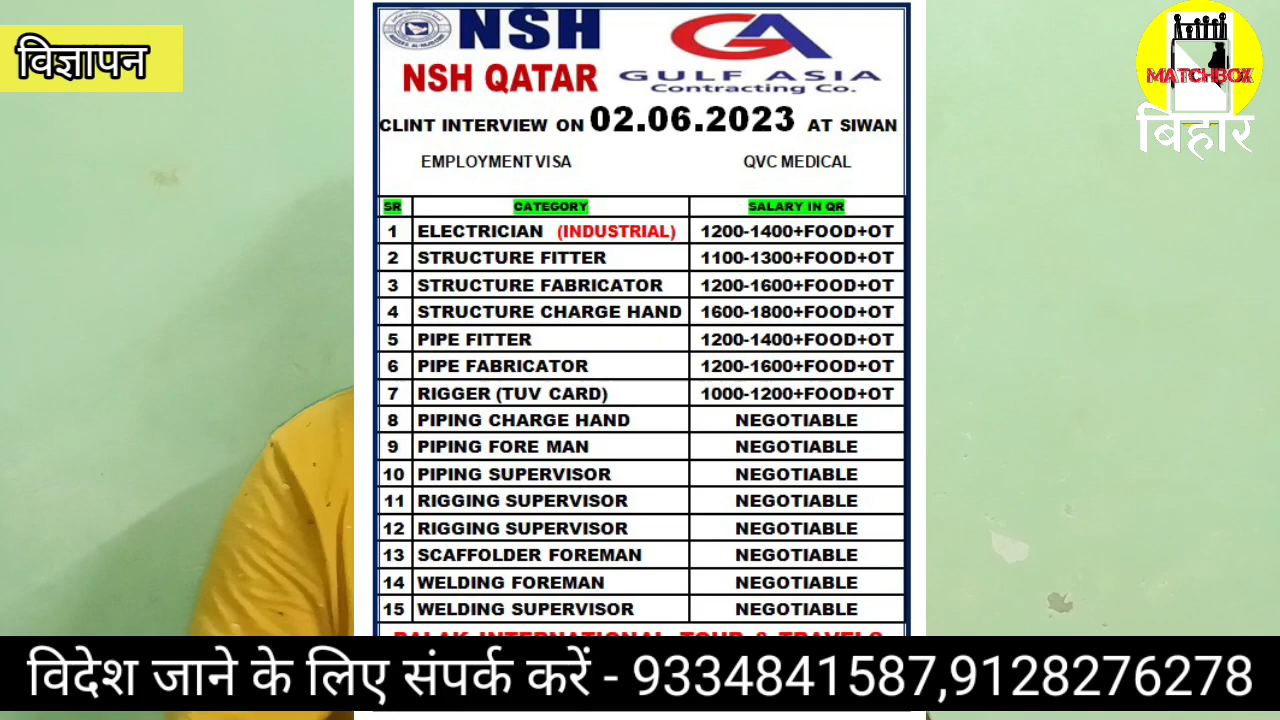 विज्ञापन
NSH
NSH QATAR
GA
GULF ASIA
Contracting Co.
MATCHBOX
बिहार
CLINT INTERVIEW ON 02.06.2023 AT SIWAN
EMPLOYMENT VISA QVC MEDICAL
SR CATEGORY SALARY IN QR
1 ELECTRICIAN (INDUSTRIAL) 1200-1400+FOOD+OT
2 STRUCTURE FITTER 1100-1300+FOOD+OT
3 STRUCTURE FABRICATOR 1200-1600+FOOD+OT
4 STRUCTURE CHARGE HAND 1600-1800+FOOD+OT
5 PIPE FITTER 1200-1400+FOOD+OT
6 PIPE FABRICATOR 1200-1600+FOOD+OT
7 RIGGER (TUV CARD) 1000-1200+FOOD+OT
8 PIPING CHARGE HAND NEGOTIABLE
9 PIPING FORE MAN NEGOTIABLE
10 PIPING SUPERVISOR NEGOTIABLE
11 RIGGING SUPERVISOR NEGOTIABLE
12 RIGGING SUPERVISOR NEGOTIABLE
13 SCAFFOLDER FOREMAN NEGOTIABLE
14 WELDING FOREMAN NEGOTIABLE
15 WELDING SUPERVISOR NEGOTIABLE
PALAK INTERNATIONAL TOUR & TRAVELS
विदेश जाने के लिए संपर्क करें - 9334841587,9128276278